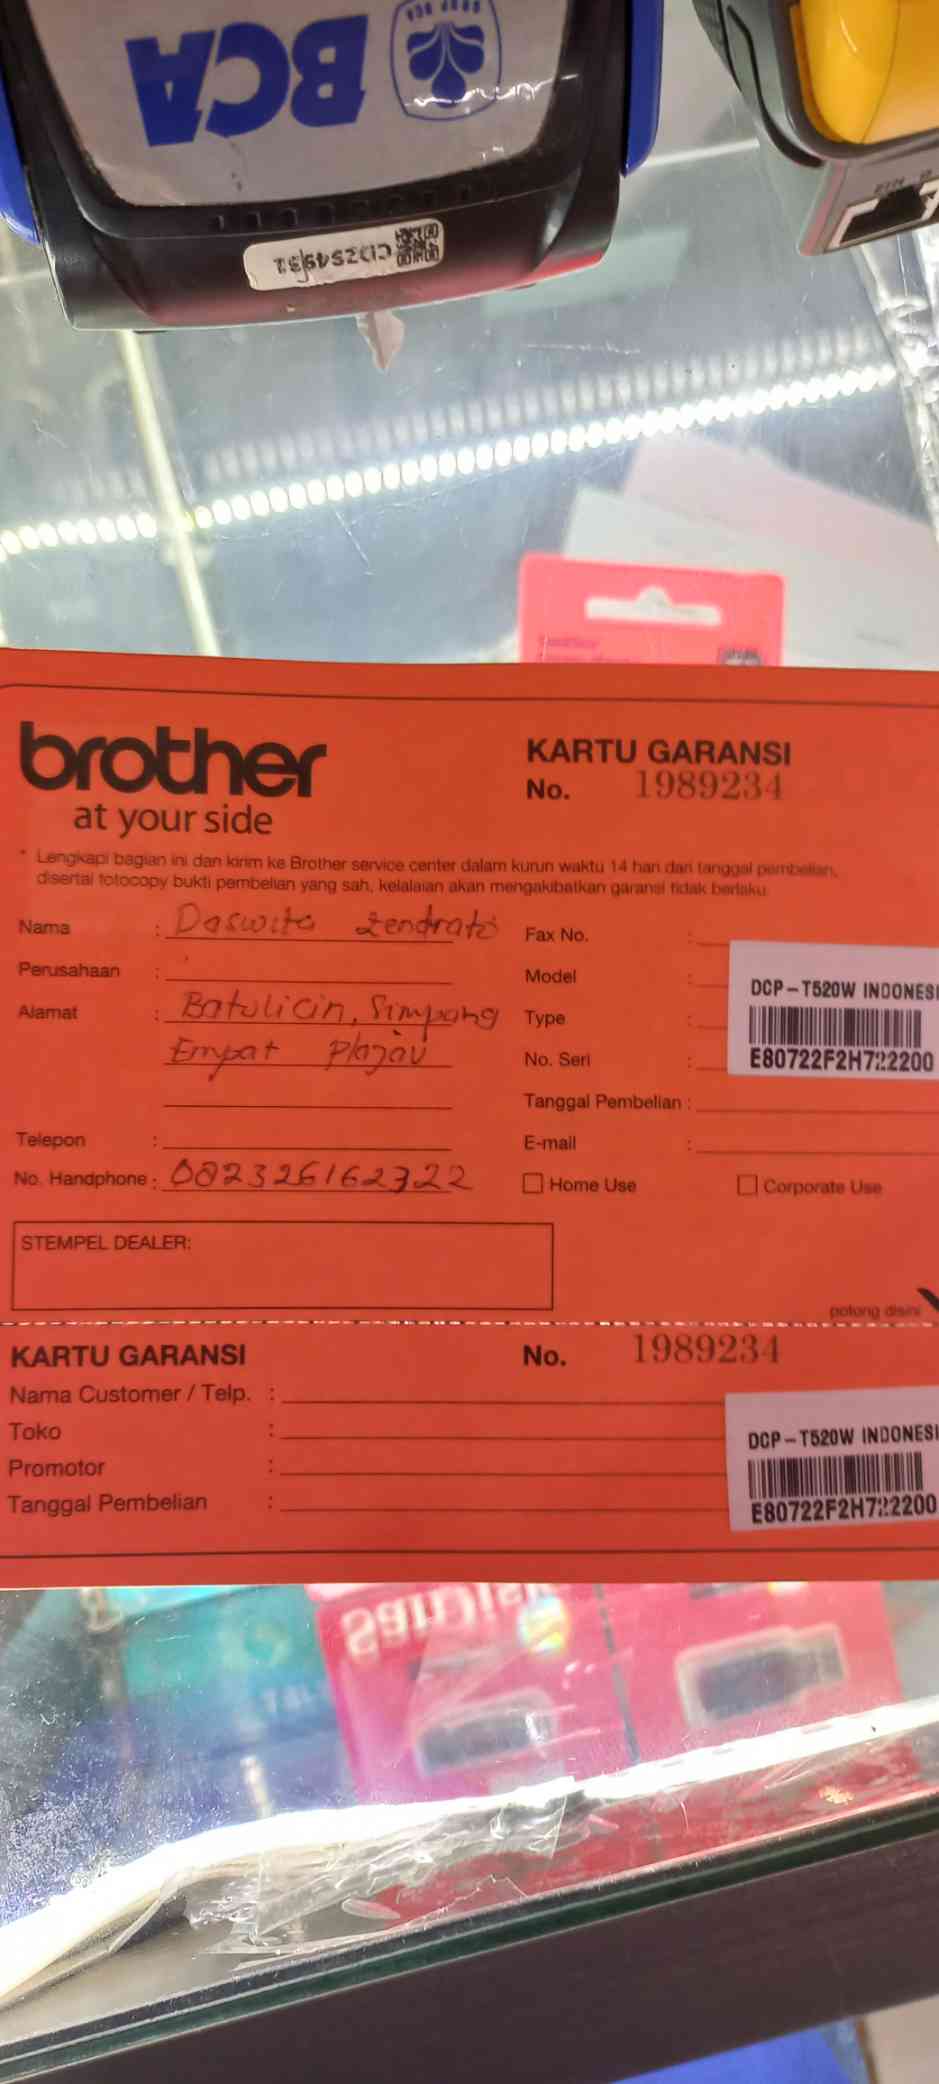 BCA
CD254931
brother
at your side
KARTU GARANSI
No. 1989234
* Lengkapi bagian ini dan kirim ke Brother service center dalam kurun waktu 14 hari dari tanggal pembelian,
disertai fotocopy bukti pembelian yang sah, kelalaian akan mengakibatkan garansi tidak berlaku
Nama : Daswita Zendrato
Perusahaan :
Alamat : Batulicin, Simpang
Empat Plajau
Telepon :
No. Handphone : 082326162322
Fax No. :
Model :
Type :
No. Seri :
DCP-T520W INDONESI
E80722F2H722200
Tanggal Pembelian :
E-mail :
Home Use
Corporate Use
STEMPEL DEALER:
potong disini
KARTU GARANSI
No. 1989234
Nama Customer / Telp. :
Toko :
Promotor :
Tanggal Pembelian :
DCP-T520W INDONESI
E80722F2H722200
SanDisk